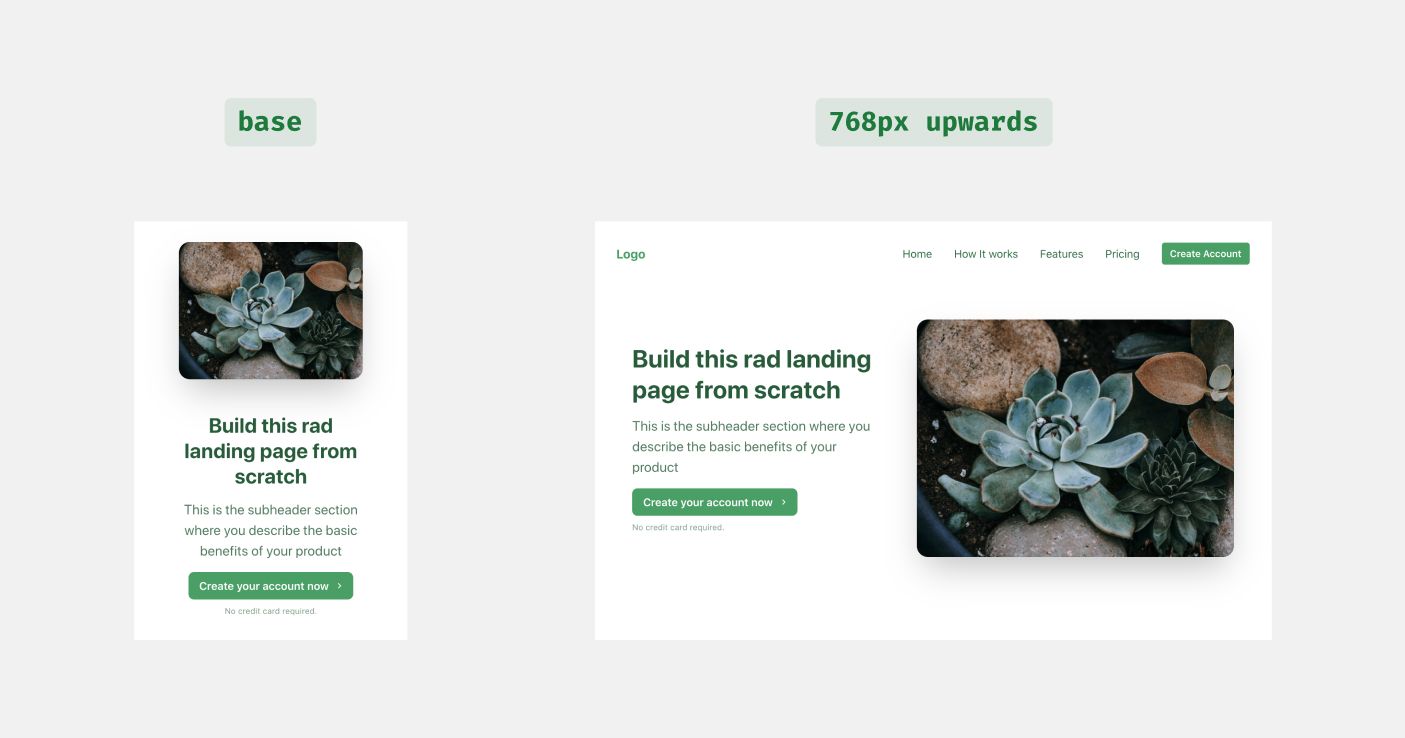 base
768px upwards
Build this rad
landing page from
scratch
This is the subheader section
where you describe the basic
benefits of your product
Create your account now
No credit card required.
Logo
Home
How It works
Features
Pricing
Create Account
Build this rad landing
page from scratch
This is the subheader section where you
describe the basic benefits of your
product
Create your account now
No credit card required.